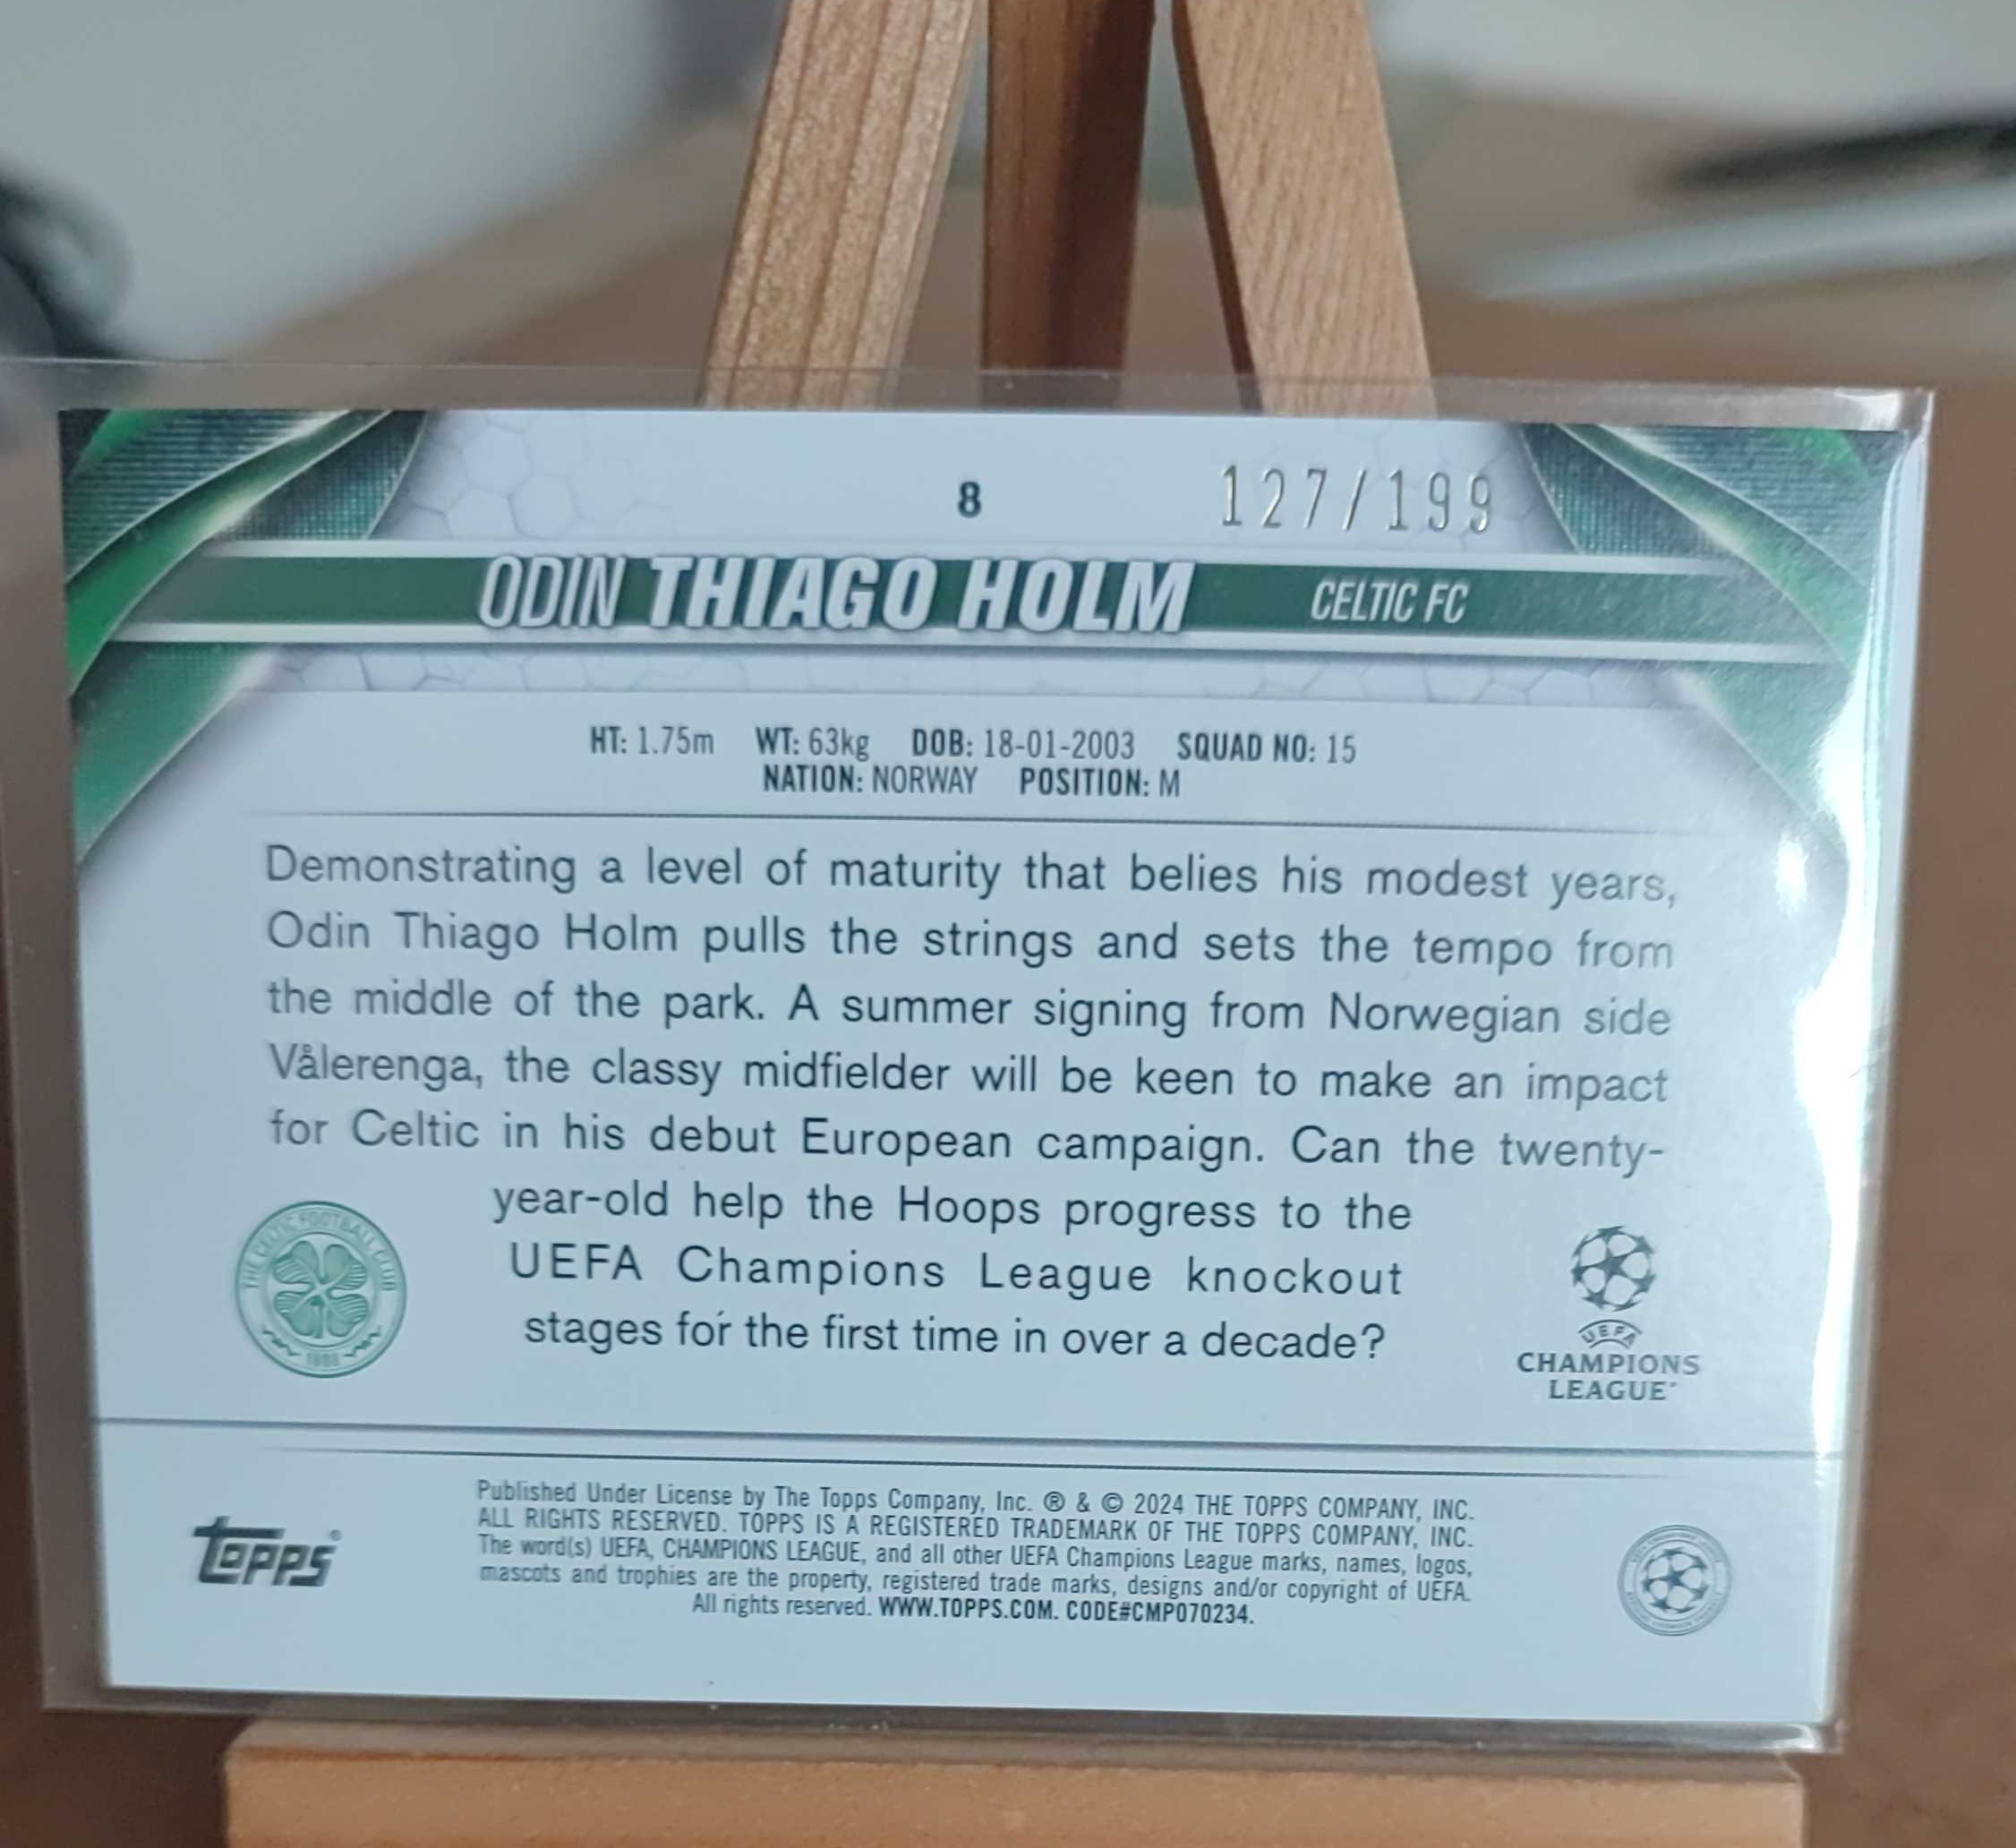 8 127/199
ODIN THIAGO HOLM CELTIC FC
HT: 1.75m WT: 63kg DOB: 18-01-2003 SQUAD NO: 15
NATION: NORWAY POSITION: M
Demonstrating a level of maturity that belies his modest years,
Odin Thiago Holm pulls the strings and sets the tempo from
the middle of the park. A summer signing from Norwegian side
Vålerenga, the classy midfielder will be keen to make an impact
for Celtic in his debut European campaign. Can the twenty-
year-old help the Hoops progress to the
UEFA Champions League knockout
stages for the first time in over a decade?
THE CELTIC FOOTBALL CLUB
1888
UEFA
CHAMPIONS
LEAGUE
topps®
Published Under License by The Topps Company, Inc. ® & © 2024 THE TOPPS COMPANY, INC.
ALL RIGHTS RESERVED. TOPPS IS A REGISTERED TRADEMARK OF THE TOPPS COMPANY, INC.
The word(s) UEFA, CHAMPIONS LEAGUE, and all other UEFA Champions League marks, names, logos,
mascots and trophies are the property, registered trade marks, designs and/or copyright of UEFA.
All rights reserved. WWW.TOPPS.COM. CODE#CMP070234.